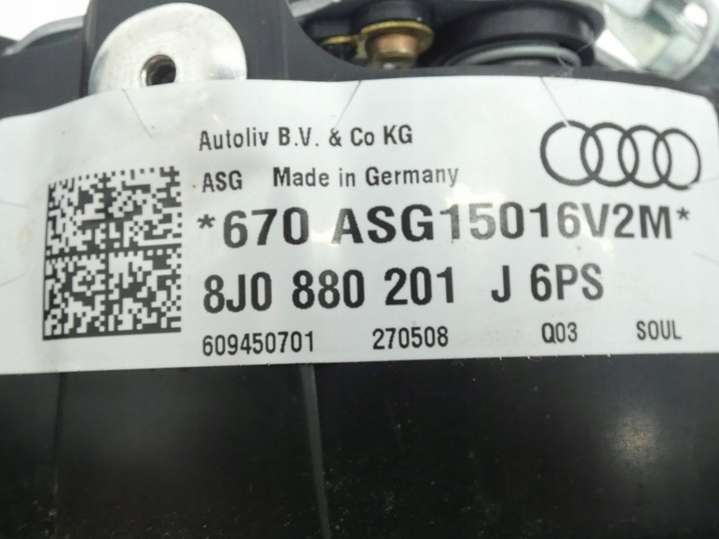 Autoliv B.V. & Co KG
ASG Made in Germany
*670 ASG15016V2M*
8J0 880 201 J 6PS
609450701 270508 Q03 SOUL